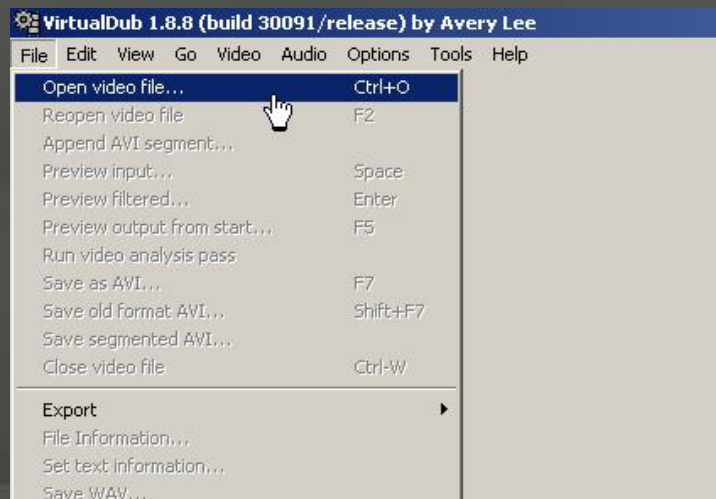 VirtualDub 1.8.8 (build 30091/release) by Avery Lee
File Edit View Go Video Audio Options Tools Help
Open video file... Ctrl+O
Reopen video file F2
Append AVI segment...
Preview input... Space
Preview filtered... Enter
Preview output from start... F5
Run video analysis pass
Save as AVI... F7
Save old format AVI... Shift+F7
Save segmented AVI...
Close video file Ctrl-W
Export
File Information...
Set text information...
Save WAV...